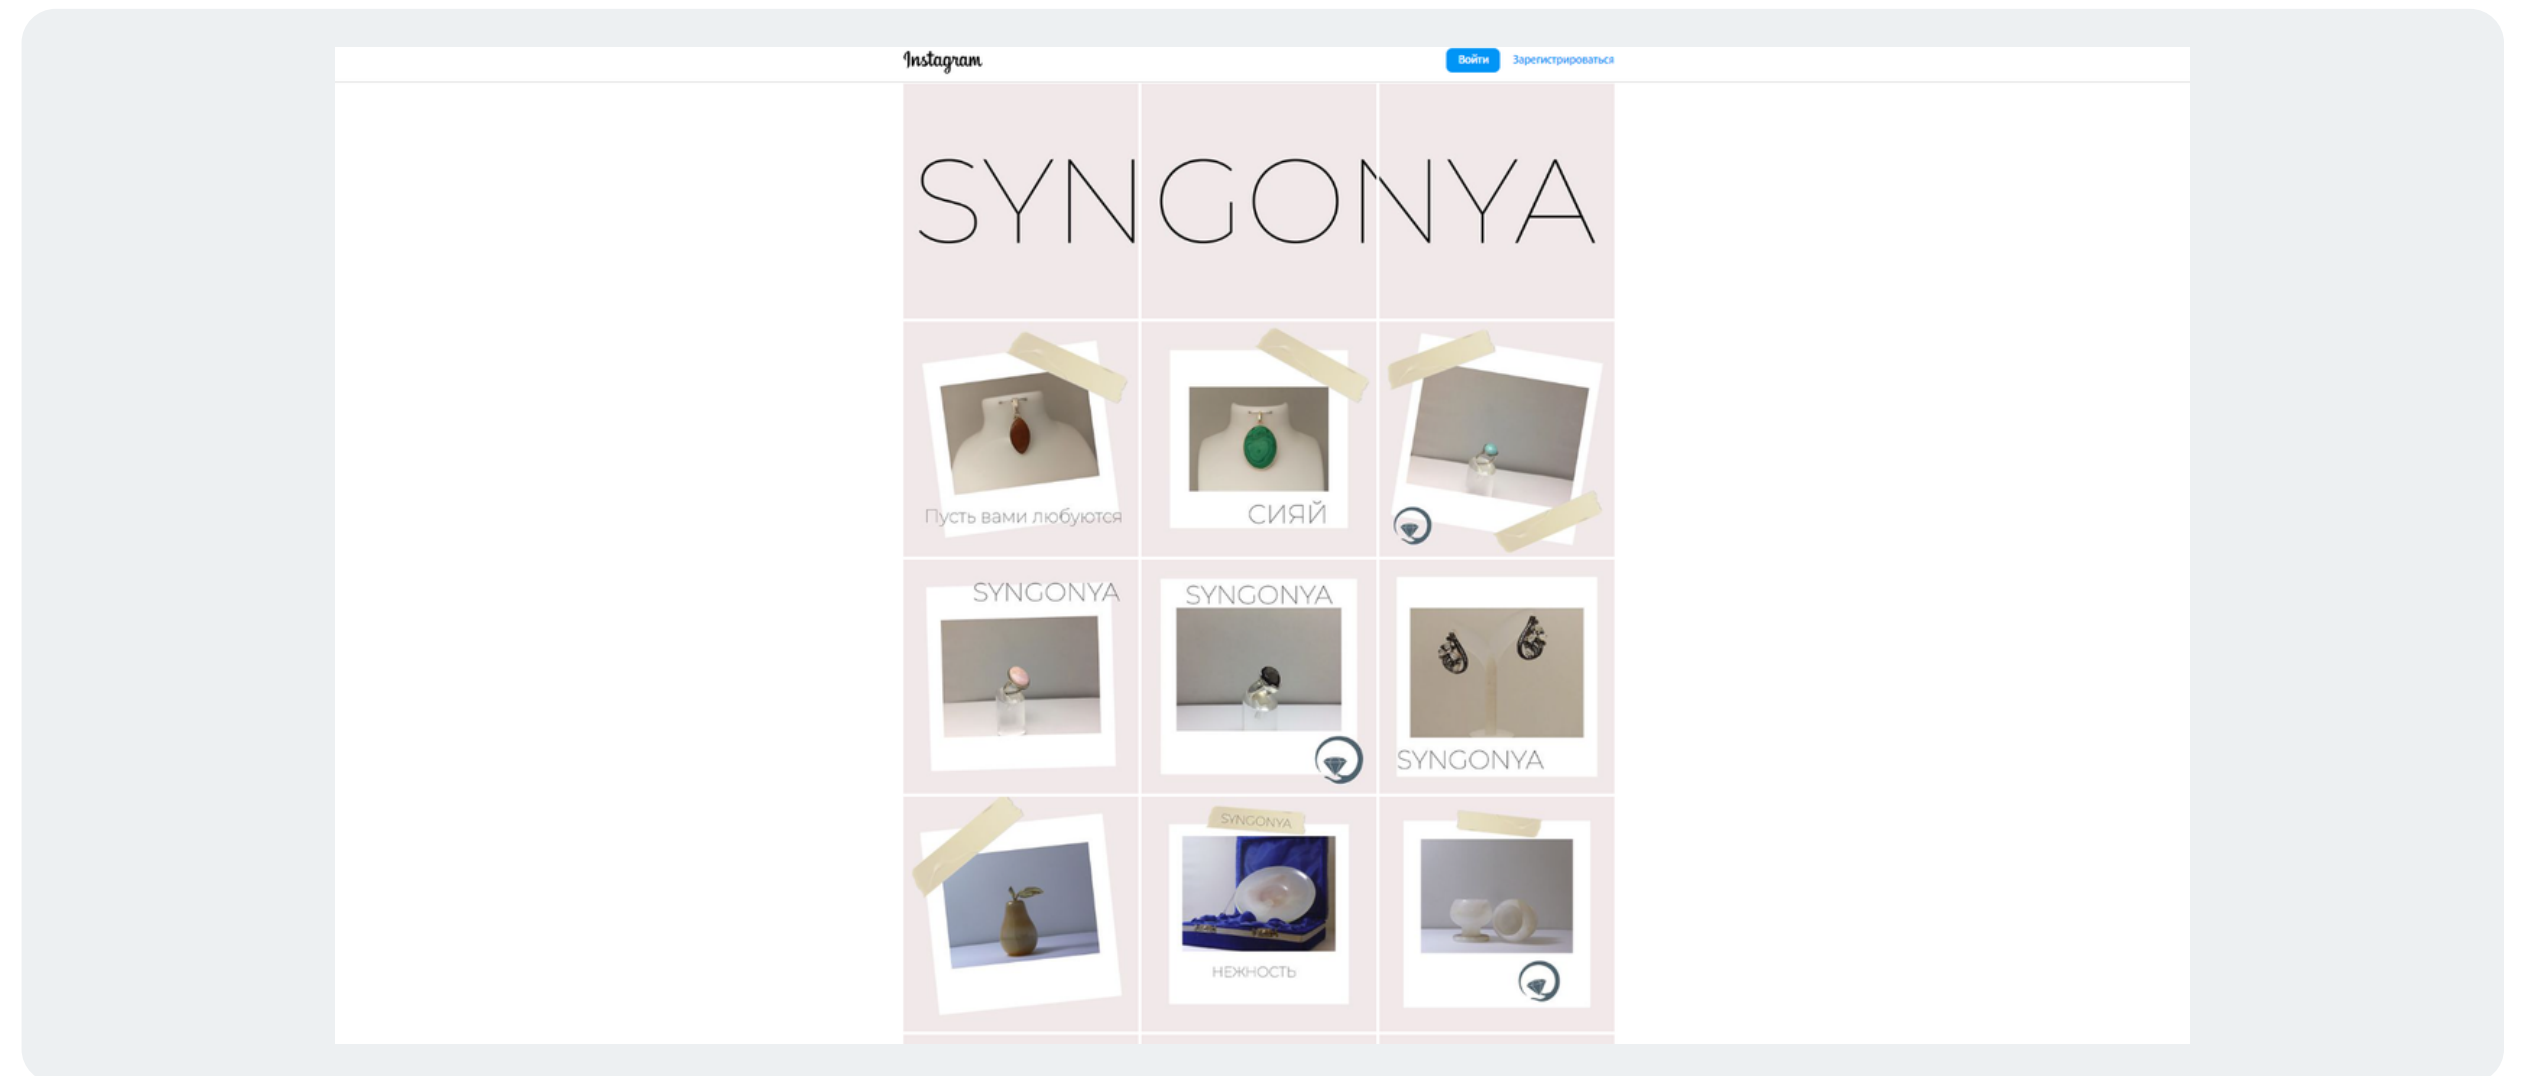 Instagram
Войти
Зарегистрироваться
SYNGONYA
Пусть вами любуются
СИЯЙ
SYNGONYA
SYNGONYA
SYNGONYA
SYNGONYA
НЕЖНОСТЬ